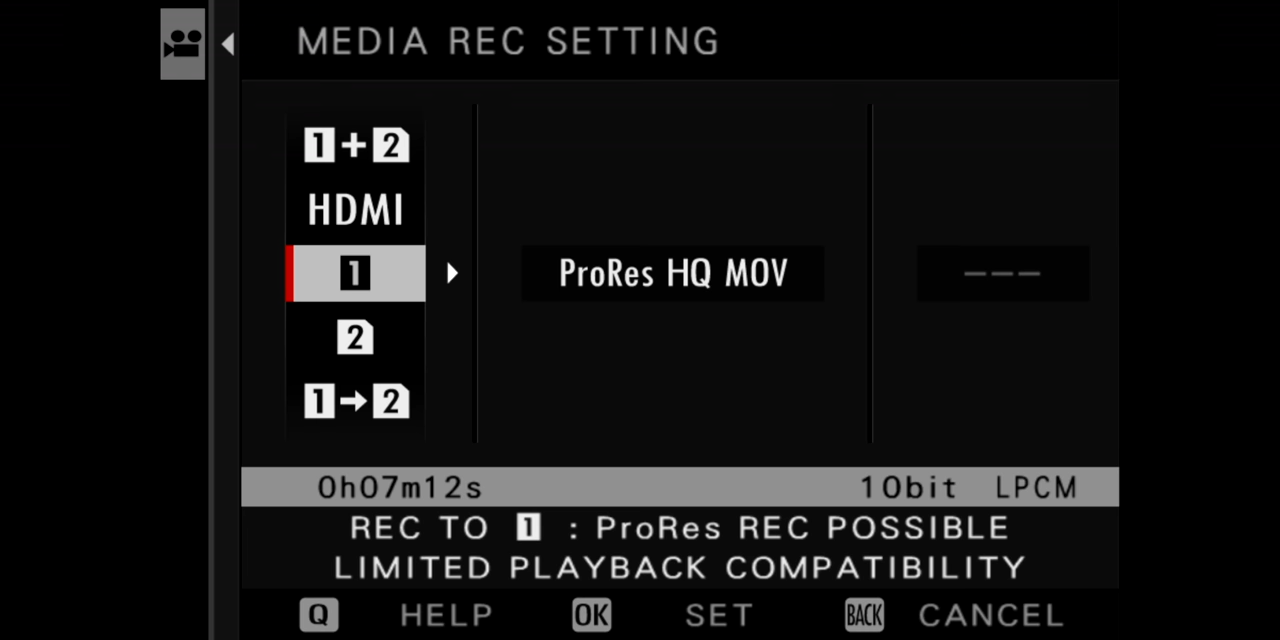 MEDIA REC SETTING
1+2
HDMI
1
ProRes HQ MOV
---
2
1→2
0h07m12s 10bit LPCM
REC TO 1 : ProRes REC POSSIBLE
LIMITED PLAYBACK COMPATIBILITY
Q HELP OK SET BACK CANCEL